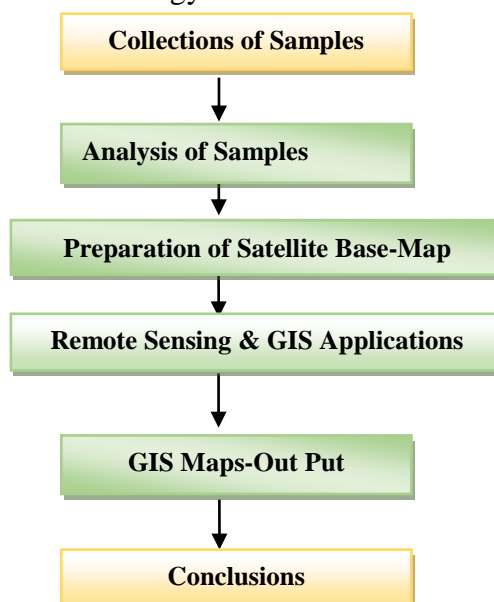 Collections of Samples
Analysis of Samples
Preparation of Satellite Base-Map
Remote Sensing & GIS Applications
GIS Maps-Out Put
Conclusions